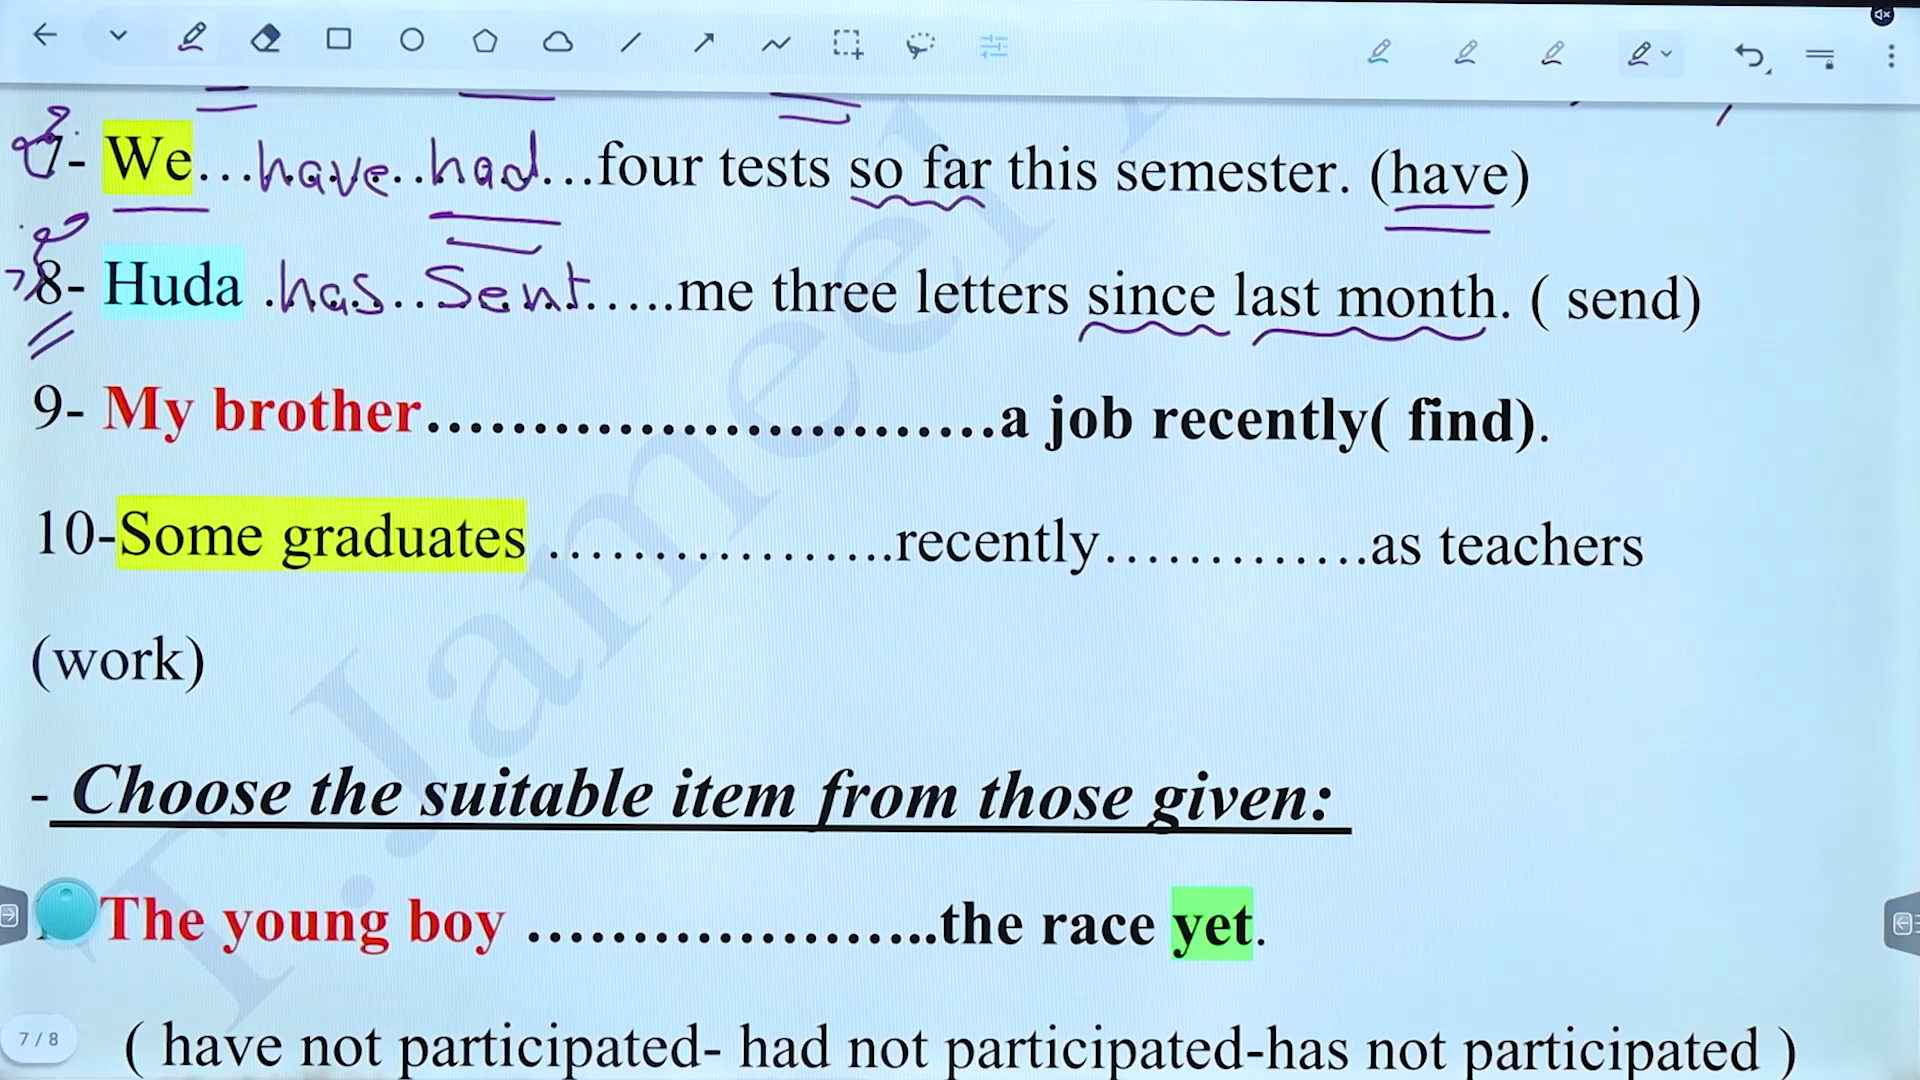 7- We...have..had...four tests so far this semester. (have)
8- Huda .has..Sent.....me three letters since last month. ( send)
9- My brother...........................a job recently( find).
10-Some graduates .................recently.............as teachers
(work)
- Choose the suitable item from those given:
The young boy ....................the race yet.
( have not participated- had not participated-has not participated )
7 / 8
T.Jameel